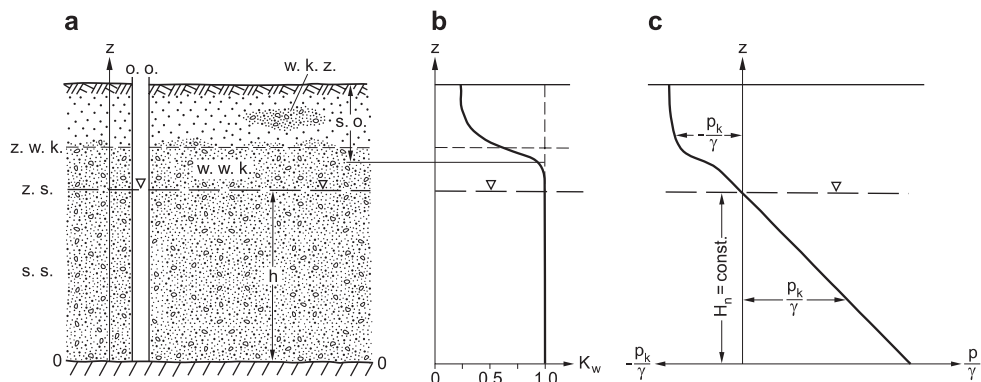 a
z
o. o.
w. k. z.
s. o.
z. w. k.
w. w. k.
z. s.
s. s.
h
0
0
b
z
0
0.5
1.0
K_w
c
z
-p_k/γ
H_n = const.
p_k/γ
-p_k/γ
p/γ